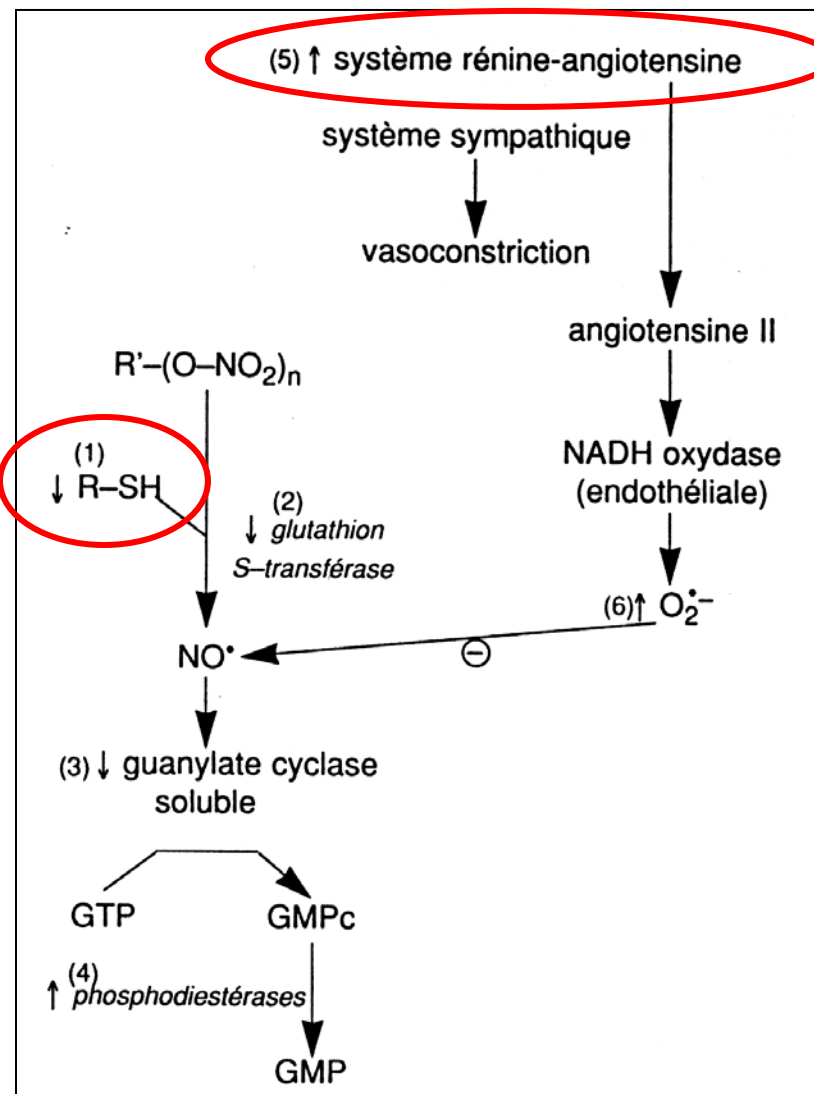 (5) ↑ système rénine-angiotensine
système sympathique
vasoconstriction
angiotensine II
R'–(O–NO₂)ₙ
NADH oxydase
(endothéliale)
(1)
↓ R–SH
(2)
↓ glutathion
S–transférase
(6)↑ O₂•–
NO•
⊖
(3)↓ guanylate cyclase
soluble
GTP
GMPc
(4)
↑ phosphodiestérases
GMP